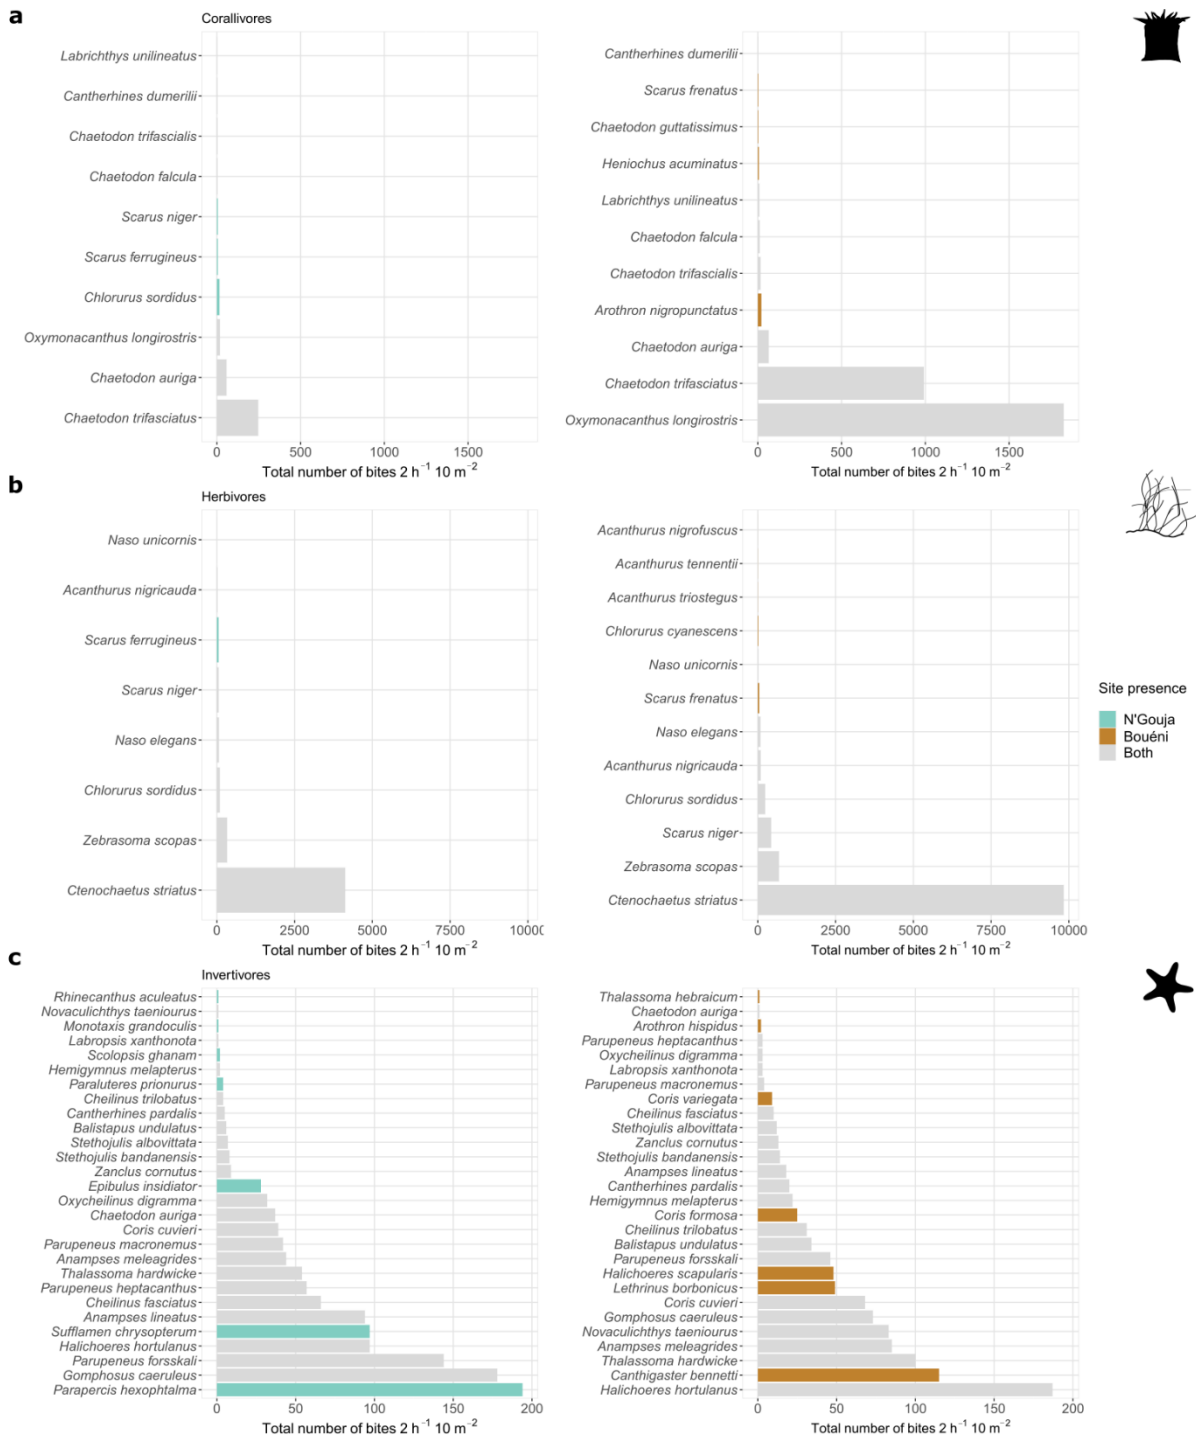 a
Corallivores
Labrichthys unilineatus
Cantherhines dumerilii
Chaetodon trifascialis
Chaetodon falcula
Scarus niger
Scarus ferrugineus
Chlorurus sordidus
Oxymonacanthus longirostris
Chaetodon auriga
Chaetodon trifasciatus
0 500 1000 1500
Total number of bites 2 h⁻¹ 10 m⁻²
Cantherhines dumerilii
Scarus frenatus
Chaetodon guttatissimus
Heniochus acuminatus
Labrichthys unilineatus
Chaetodon falcula
Chaetodon trifascialis
Arothron nigropunctatus
Chaetodon auriga
Chaetodon trifasciatus
Oxymonacanthus longirostris
0 500 1000 1500
Total number of bites 2 h⁻¹ 10 m⁻²
b
Herbivores
Naso unicornis
Acanthurus nigricauda
Scarus ferrugineus
Scarus niger
Naso elegans
Chlorurus sordidus
Zebrasoma scopas
Ctenochaetus striatus
0 2500 5000 7500 10000
Total number of bites 2 h⁻¹ 10 m⁻²
Acanthurus nigrofuscus
Acanthurus tennentii
Acanthurus triostegus
Chlorurus cyanescens
Naso unicornis
Scarus frenatus
Naso elegans
Acanthurus nigricauda
Chlorurus sordidus
Scarus niger
Zebrasoma scopas
Ctenochaetus striatus
0 2500 5000 7500 10000
Total number of bites 2 h⁻¹ 10 m⁻²
Site presence
N'Gouja
Bouéni
Both
c
Invertivores
Rhinecanthus aculeatus
Novaculichthys taeniourus
Monotaxis grandoculis
Labropsis xanthonota
Scolopsis ghanam
Hemigymnus melapterus
Paraluteres prionurus
Cheilinus trilobatus
Cantherhines pardalis
Balistapus undulatus
Stethojulis albovittata
Stethojulis bandanensis
Zanclus cornutus
Epibulus insidiator
Oxycheilinus digramma
Chaetodon auriga
Coris cuvieri
Parupeneus macronemus
Anampses meleagrides
Thalassoma hardwicke
Parupeneus heptacanthus
Cheilinus fasciatus
Anampses lineatus
Sufflamen chrysopterum
Halichoeres hortulanus
Parupeneus forsskali
Gomphosus caeruleus
Parapercis hexophtalma
0 50 100 150 200
Total number of bites 2 h⁻¹ 10 m⁻²
Thalassoma hebraicum
Chaetodon auriga
Arothron hispidus
Parupeneus heptacanthus
Oxycheilinus digramma
Labropsis xanthonota
Parupeneus macronemus
Coris variegata
Cheilinus fasciatus
Stethojulis albovittata
Zanclus cornutus
Stethojulis bandanensis
Anampses lineatus
Cantherhines pardalis
Hemigymnus melapterus
Coris formosa
Cheilinus trilobatus
Balistapus undulatus
Parupeneus forsskali
Halichoeres scapularis
Lethrinus borbonicus
Coris cuvieri
Gomphosus caeruleus
Novaculichthys taeniourus
Anampses meleagrides
Thalassoma hardwicke
Canthigaster bennetti
Halichoeres hortulanus
0 50 100 150 200
Total number of bites 2 h⁻¹ 10 m⁻²